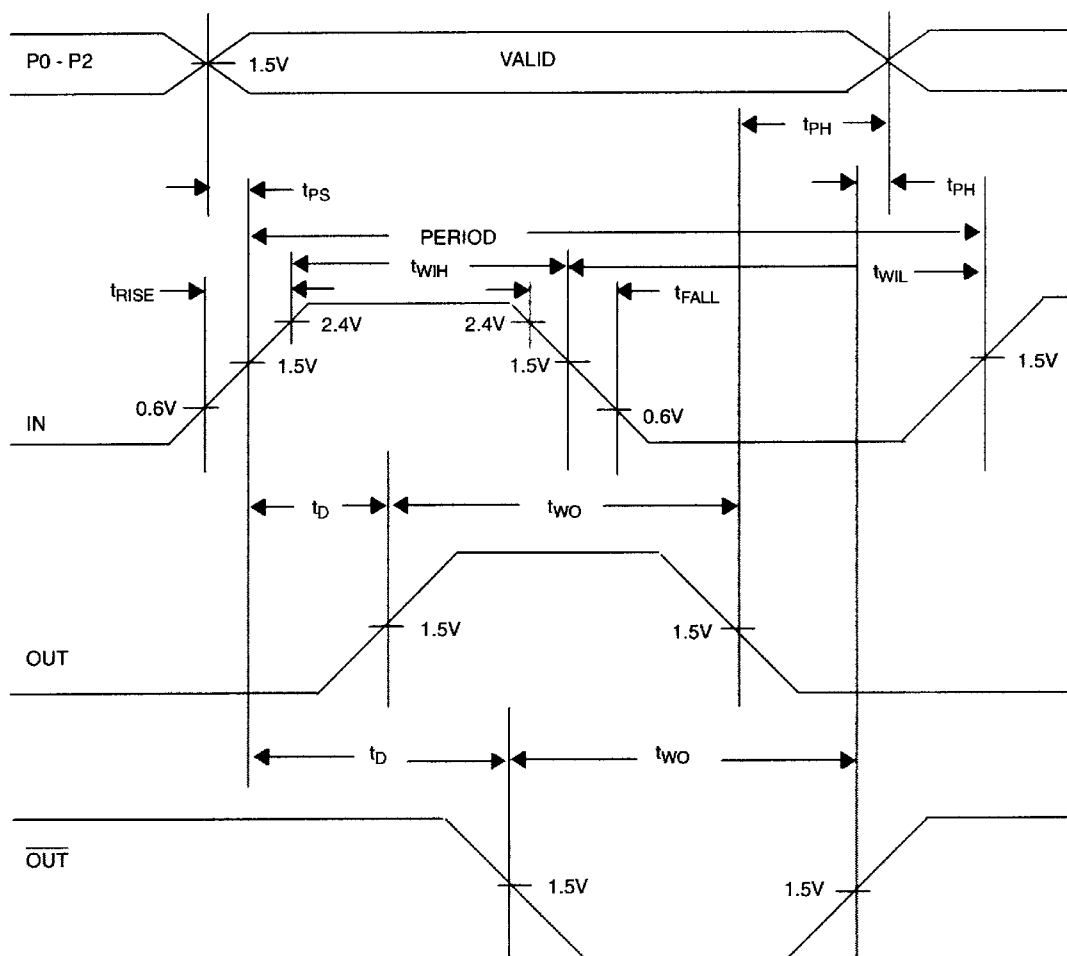 P0 - P2
1.5V
VALID
tPH
tPS
tPH
PERIOD
tWIH
tWIL
tRISE
tFALL
2.4V
2.4V
1.5V
1.5V
1.5V
0.6V
0.6V
IN
tD
tWO
1.5V
1.5V
OUT
tD
tWO
OUT
1.5V
1.5V